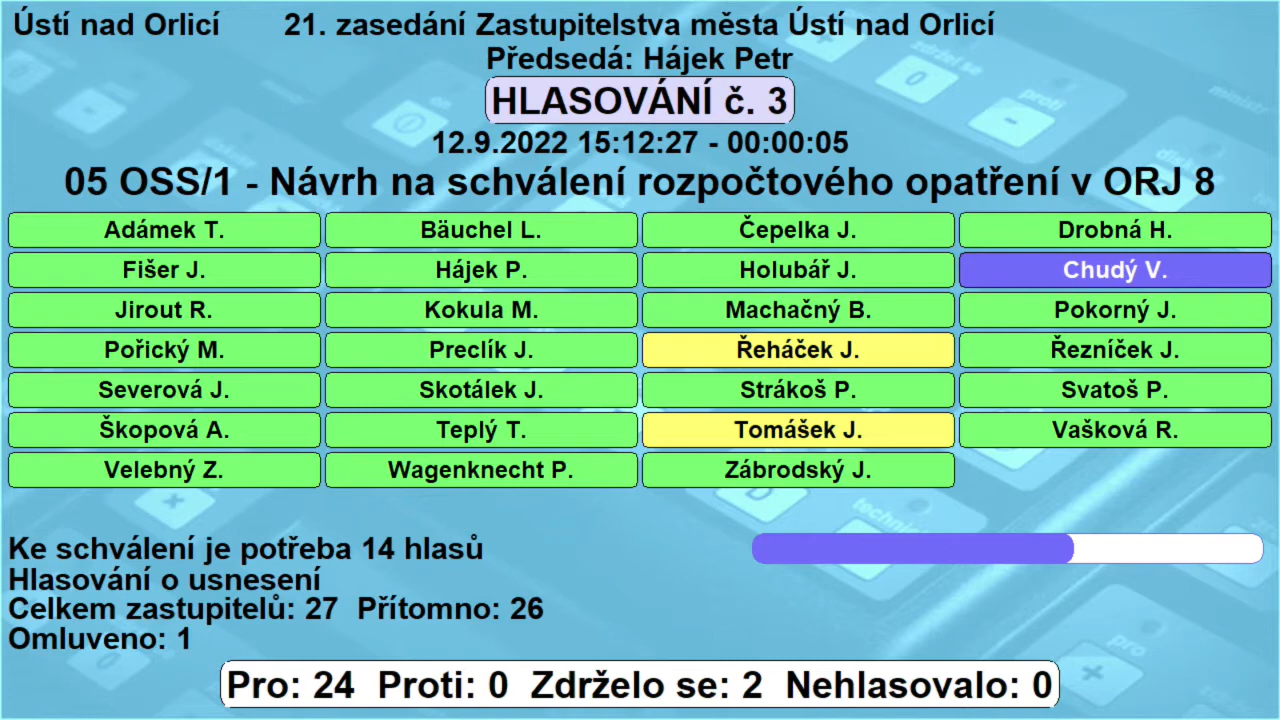 Ústí nad Orlicí 21. zasedání Zastupitelstva města Ústí nad Orlicí
Předsedá: Hájek Petr
HLASOVÁNÍ č. 3
12.9.2022 15:12:27 - 00:00:05
05 OSS/1 - Návrh na schválení rozpočtového opatření v ORJ 8
Adámek T. Bäuchel L. Čepelka J. Drobná H.
Fišer J. Hájek P. Holubář J. Chudý V.
Jirout R. Kokula M. Machačný B. Pokorný J.
Pořický M. Preclík J. Řeháček J. Řezníček J.
Severová J. Skotálek J. Strákoš P. Svatoš P.
Škopová A. Teplý T. Tomášek J. Vašková R.
Velebný Z. Wagenknecht P. Zábrodský J.
Ke schválení je potřeba 14 hlasů
Hlasování o usnesení
Celkem zastupitelů: 27 Přítomno: 26
Omluveno: 1
Pro: 24 Proti: 0 Zdrželo se: 2 Nehlasovalo: 0